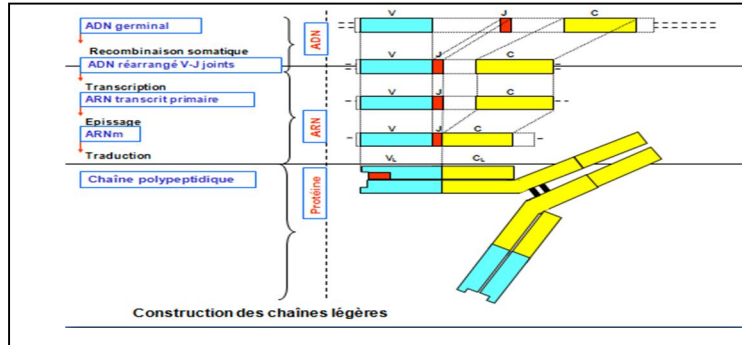 ADN germinal
Recombinaison somatique
ADN réarrangé V-J joints
Transcription
ARN transcrit primaire
Epissage
ARNm
Traduction
Chaîne polypeptidique
ADN
ARN
Protéine
V J C
V J C
V J C
V J C
VL CL
Construction des chaînes légères